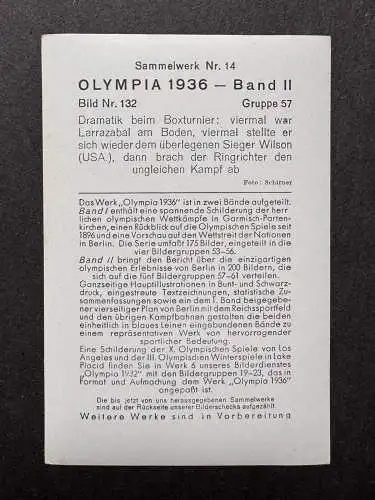 Sammelwerk Nr. 14
OLYMPIA 1936 — Band II
Bild Nr. 132 Gruppe 57
Dramatik beim Boxturnier: viermal war
Larrazabal am Boden, viermal stellte er
sich wieder dem überlegenen Sieger Wilson
(USA.), dann brach der Ringrichter den
ungleichen Kampf ab
Foto: Schirner
Das Werk „Olympia 1936" ist in zwei Bände aufgeteilt.
Band I enthält eine spannende Schilderung der herr-
lichen olympischen Wettkämpfe in Garmisch-Parten-
kirchen, einen Rückblick auf die Olympischen Spiele seit
1896 und eine Vorschau auf den Wettstreit der Nationen
in Berlin. Die Serie umfaßt 175 Bilder, eingeteilt in die
vier Bildergruppen 53–56.
Band II bringt den Bericht über die einzigartigen
olympischen Erlebnisse von Berlin in 200 Bildern, die
sich auf die fünf Bildergruppen 57–61 verteilen.
Ganzseitige Hauptillustrationen in Bunt- und Schwarz-
druck, eingestreute Textzeichnungen, statistische Zu-
sammenfassungen sowie ein dem 1. Band beigegebe-
ner vierseitiger Plan von Berlin mit dem Reichssportfeld
und den übrigen Kampfbahnen gestalten die beiden
einheitlich in blaues Leinen eingebundenen Bände zu
einem repräsentativen Werk von hervorragender
sportlicher Bedeutung.
Eine Schilderung der X. Olympischen Spiele von Los
Angeles und der III. Olympischen Winterspiele in Lake
Placid finden Sie in Werk 6 unseres Bilderdienstes
„Olympia 1932" mit den Bildergruppen 19–23, das in
Format und Aufmachung dem Werk „Olympia 1936"
angepaßt ist.
Die bis jetzt von uns herausgegebenen Sammelwerke
sind auf der Rückseite unserer Bilderschecks aufgezählt.
Weitere Werke sind in Vorbereitung